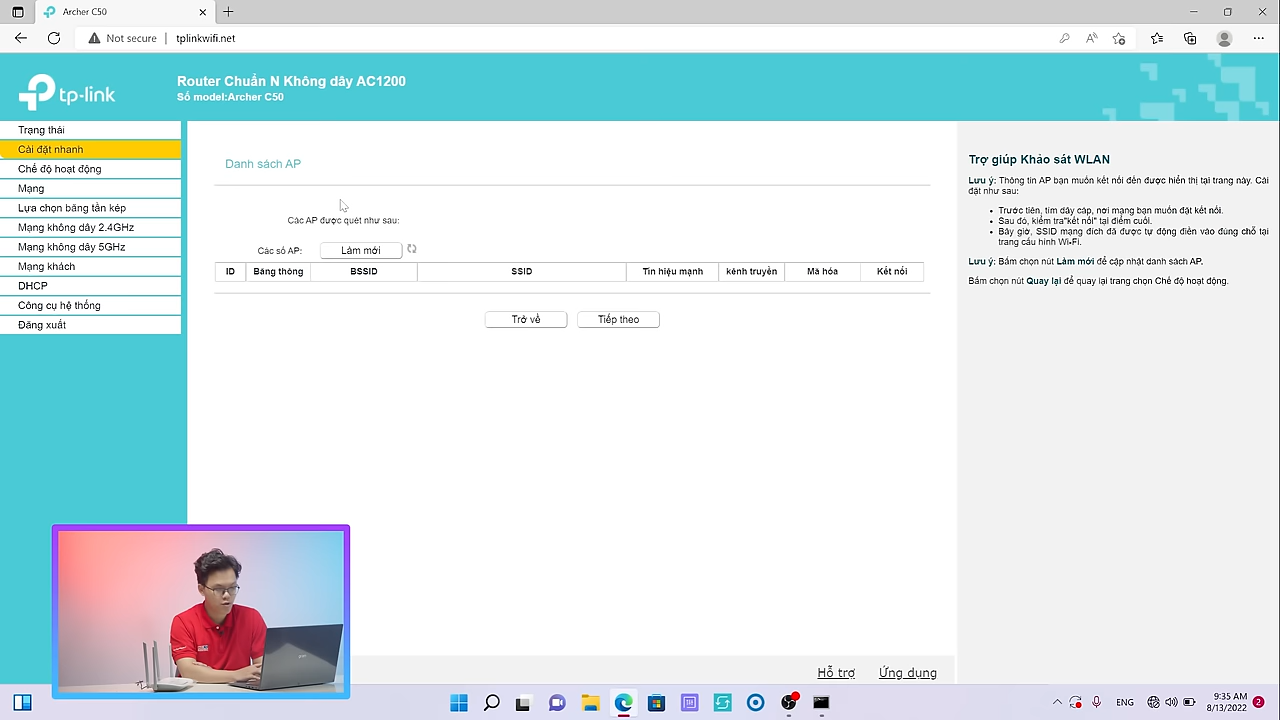 Archer C50
Not secure
tplinkwifi.net
tp-link
Router Chuẩn N Không dây AC1200
Số model:Archer C50
Trạng thái
Cài đặt nhanh
Chế độ hoạt động
Mạng
Lựa chọn băng tần kép
Mạng không dây 2.4GHz
Mạng không dây 5GHz
Mạng khách
DHCP
Công cụ hệ thống
Đăng xuất
Danh sách AP
Các AP được quét như sau:
Các số AP:
Làm mới
ID Băng thông BSSID SSID Tín hiệu mạnh kênh truyền Mã hóa Kết nối
Trở về
Tiếp theo
Trợ giúp Khảo sát WLAN
Lưu ý: Thông tin AP bạn muốn kết nối đến được hiển thị tại trang này. Cài
đặt như sau:
Trước tiên, tìm dây cáp, nơi mạng bạn muốn đặt kết nối.
Sau đó, kiểm tra"kết nối" tại điểm cuối.
Bây giờ, SSID mạng đích đã được tự động điền vào đúng chỗ tại
trang cấu hình Wi-Fi.
Lưu ý: Bấm chọn nút Làm mới để cập nhật danh sách AP.
Bấm chọn nút Quay lại để quay lại trang chọn Chế độ hoạt động.
Hỗ trợ
Ứng dụng
ENG
9:35 AM
8/13/2022
2